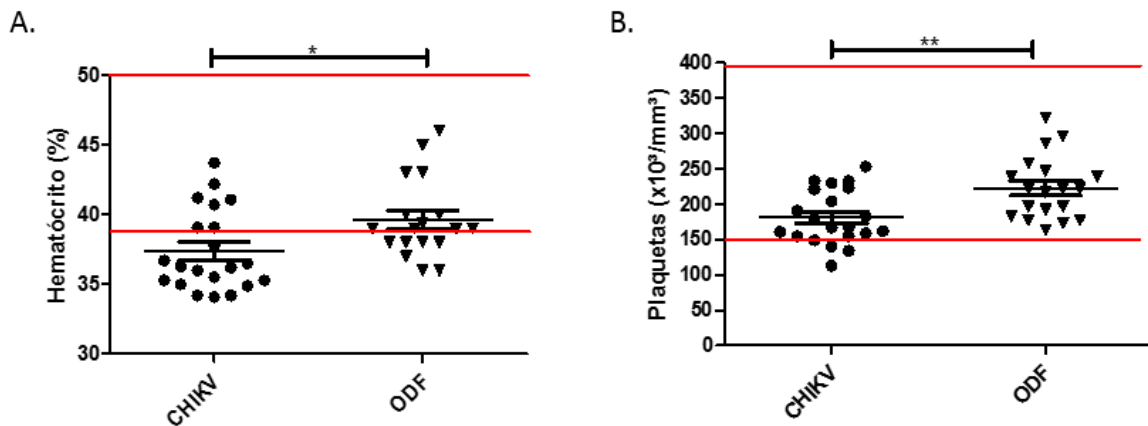 A.
*
Hematócrito (%)
50
45
40
35
30
CHIKV
ODF
B.
**
Plaquetas (x10³/mm³)
400
350
300
250
200
150
100
50
0
CHIKV
ODF